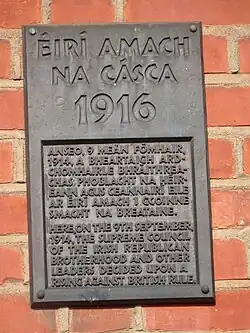 ÉIRÍ AMACH
NA CÁSCA
1916
ANSEO, 9 MEÁN FÓMHAIR,
1914, A BHEARTAIGH ARD-
CHOMHAIRLE BHRÁITHREA-
CHAS PHOBLACHT NA hÉIR-
EANN AGUS CEANNAIRÍ EILE
AR ÉIRÍ AMACH I GCOINNE
SMACHT NA BREATAINE.
HERE, ON THE 9TH SEPTEMBER,
1914, THE SUPREME COUNCIL
OF THE IRISH REPUBLICAN
BROTHERHOOD AND OTHER
LEADERS DECIDED UPON A
RISING AGAINST BRITISH RULE.